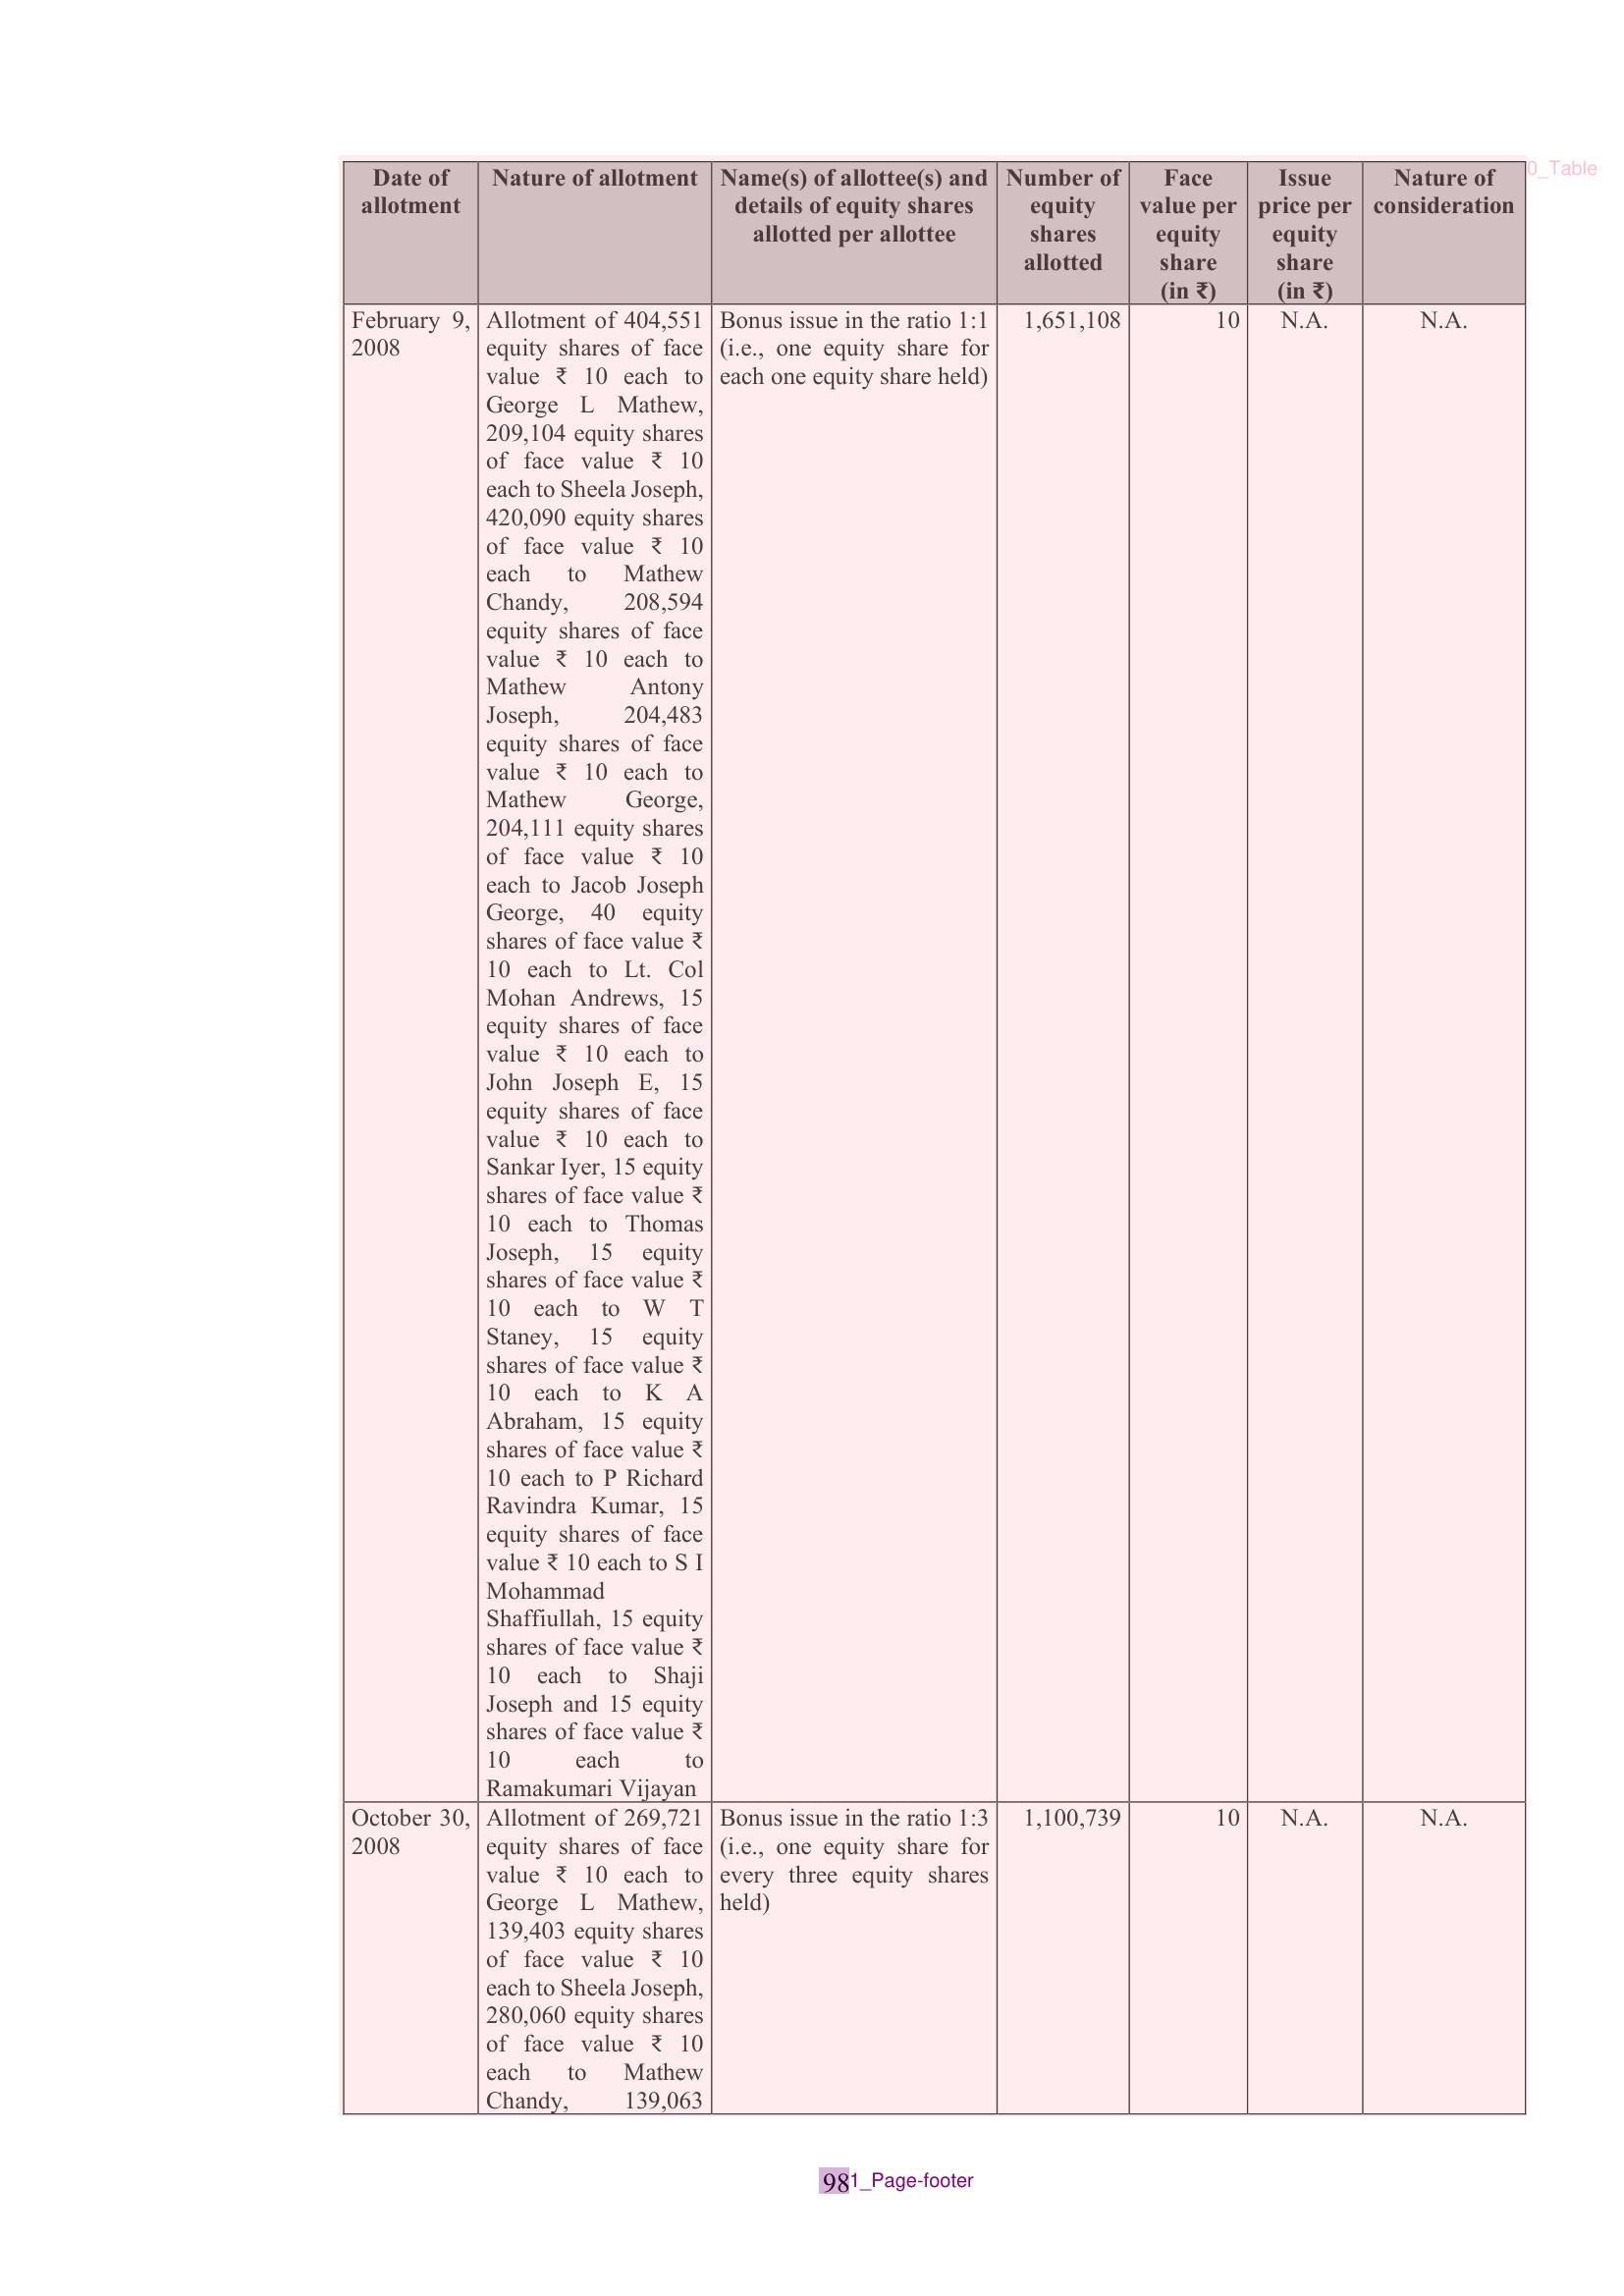 Date of allotment | Nature of allotment | Name(s) of allottee(s) and details of equity shares allotted per allottee | Number of equity shares allotted | Face value per equity share (in ₹) | Issue price per equity share (in ₹) | Nature of consideration
0_Table
February 9,
2008
Allotment of 404,551
equity shares of face
value ₹ 10 each to
George L Mathew,
209,104 equity shares
of face value ₹ 10
each to Sheela Joseph,
420,090 equity shares
of face value ₹ 10
each to Mathew
Chandy, 208,594
equity shares of face
value ₹ 10 each to
Mathew Antony
Joseph, 204,483
equity shares of face
value ₹ 10 each to
Mathew George,
204,111 equity shares
of face value ₹ 10
each to Jacob Joseph
George, 40 equity
shares of face value ₹
10 each to Lt. Col
Mohan Andrews, 15
equity shares of face
value ₹ 10 each to
John Joseph E, 15
equity shares of face
value ₹ 10 each to
Sankar Iyer, 15 equity
shares of face value ₹
10 each to Thomas
Joseph, 15 equity
shares of face value ₹
10 each to W T
Staney, 15 equity
shares of face value ₹
10 each to K A
Abraham, 15 equity
shares of face value ₹
10 each to P Richard
Ravindra Kumar, 15
equity shares of face
value ₹ 10 each to S I
Mohammad
Shaffiullah, 15 equity
shares of face value ₹
10 each to Shaji
Joseph and 15 equity
shares of face value ₹
10 each to
Ramakumari Vijayan
Bonus issue in the ratio 1:1
(i.e., one equity share for
each one equity share held)
1,651,108
10
N.A.
N.A.
October 30,
2008
Allotment of 269,721
equity shares of face
value ₹ 10 each to
George L Mathew,
139,403 equity shares
of face value ₹ 10
each to Sheela Joseph,
280,060 equity shares
of face value ₹ 10
each to Mathew
Chandy, 139,063
Bonus issue in the ratio 1:3
(i.e., one equity share for
every three equity shares
held)
1,100,739
10
N.A.
N.A.
98
1_Page-footer